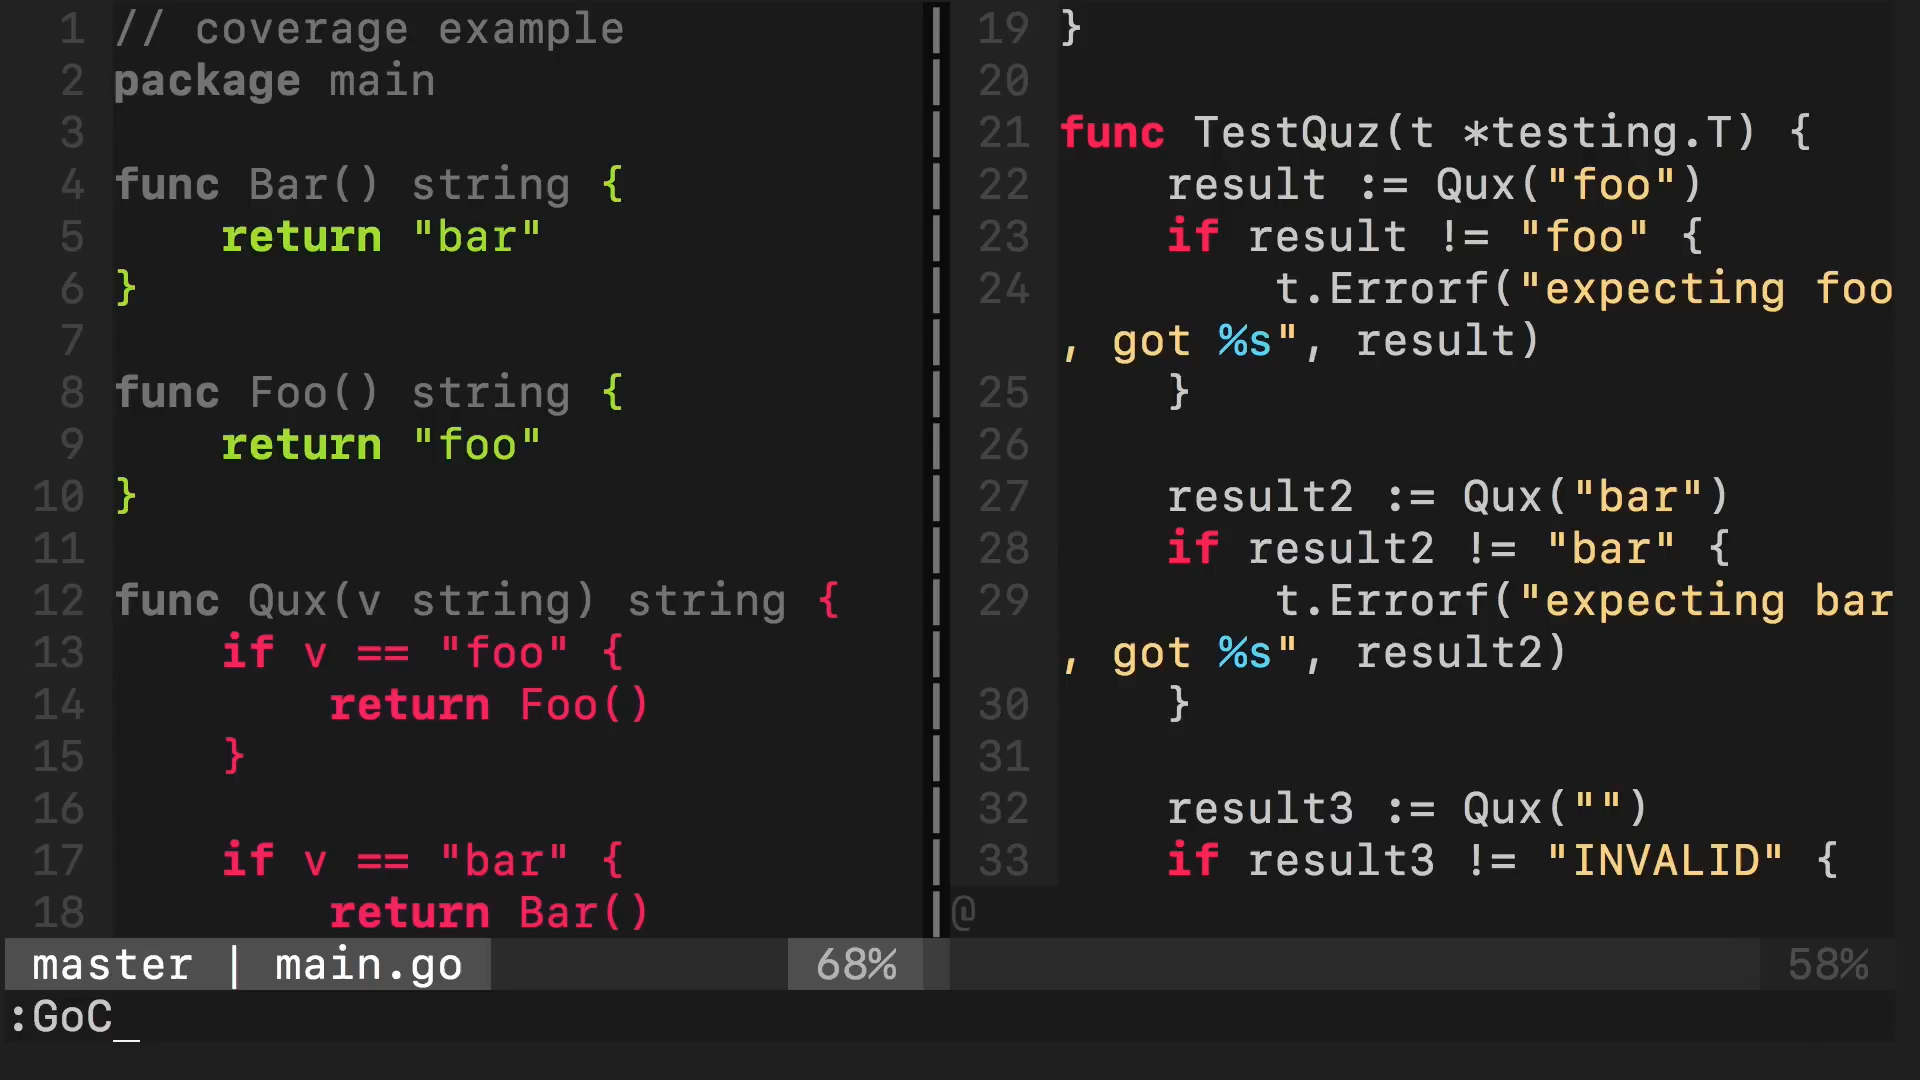 1 // coverage example
2 package main
3
4 func Bar() string {
5     return "bar"
6 }
7
8 func Foo() string {
9     return "foo"
10 }
11
12 func Qux(v string) string {
13     if v == "foo" {
14         return Foo()
15     }
16
17     if v == "bar" {
18         return Bar()
master | main.go 68%
19 }
20
21 func TestQuz(t *testing.T) {
22     result := Qux("foo")
23     if result != "foo" {
24         t.Errorf("expecting foo
, got %s", result)
25     }
26
27     result2 := Qux("bar")
28     if result2 != "bar" {
29         t.Errorf("expecting bar
, got %s", result2)
30     }
31
32     result3 := Qux("")
33     if result3 != "INVALID" {
@
58%
:GoC_